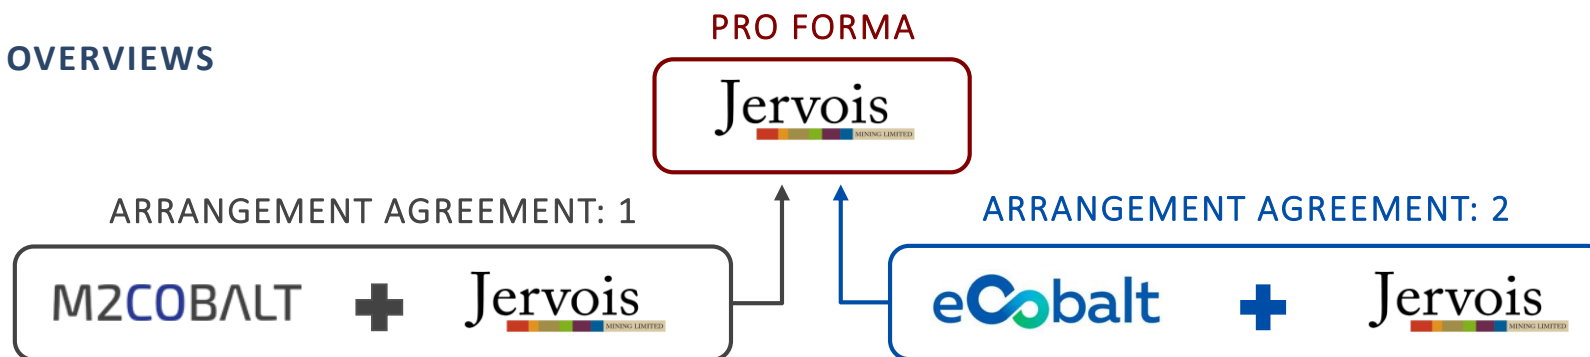 PRO FORMA
OVERVIEWS
Jervois
MINING LIMITED
ARRANGEMENT AGREEMENT: 1
ARRANGEMENT AGREEMENT: 2
M2COBALT
Jervois
MINING LIMITED
eCobalt
Jervois
MINING LIMITED